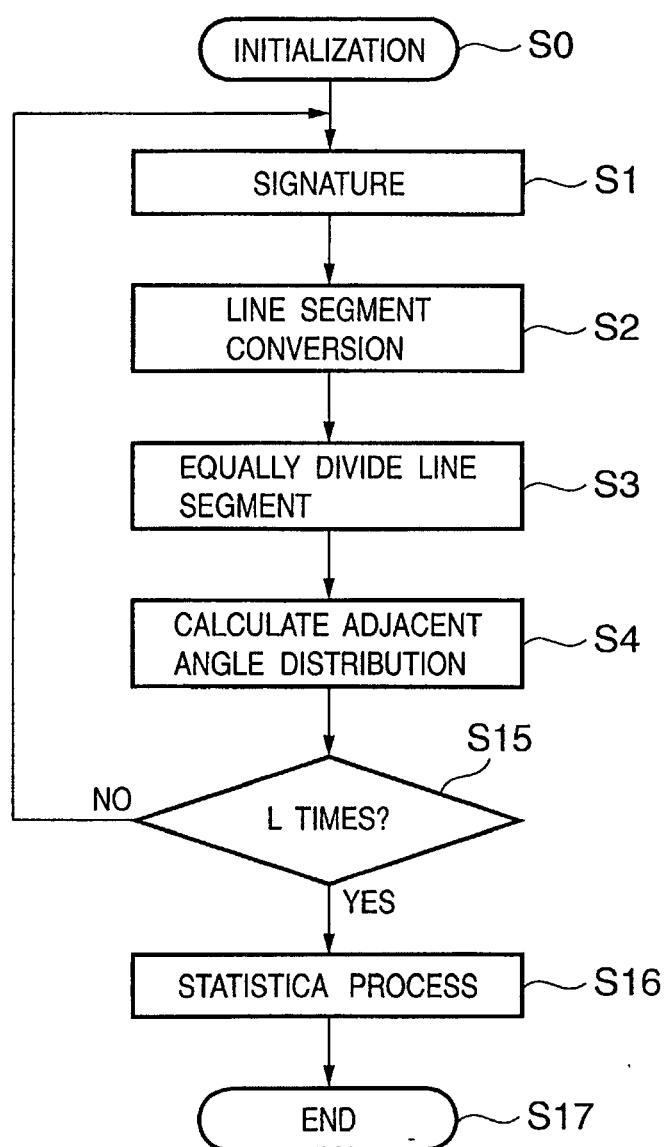 INITIALIZATION S0
SIGNATURE S1
LINE SEGMENT
CONVERSION
S2
EQUALLY DIVIDE LINE
SEGMENT
S3
CALCULATE ADJACENT
ANGLE DISTRIBUTION
S4
S15
NO
L TIMES?
YES
STATISTICA PROCESS S16
END S17